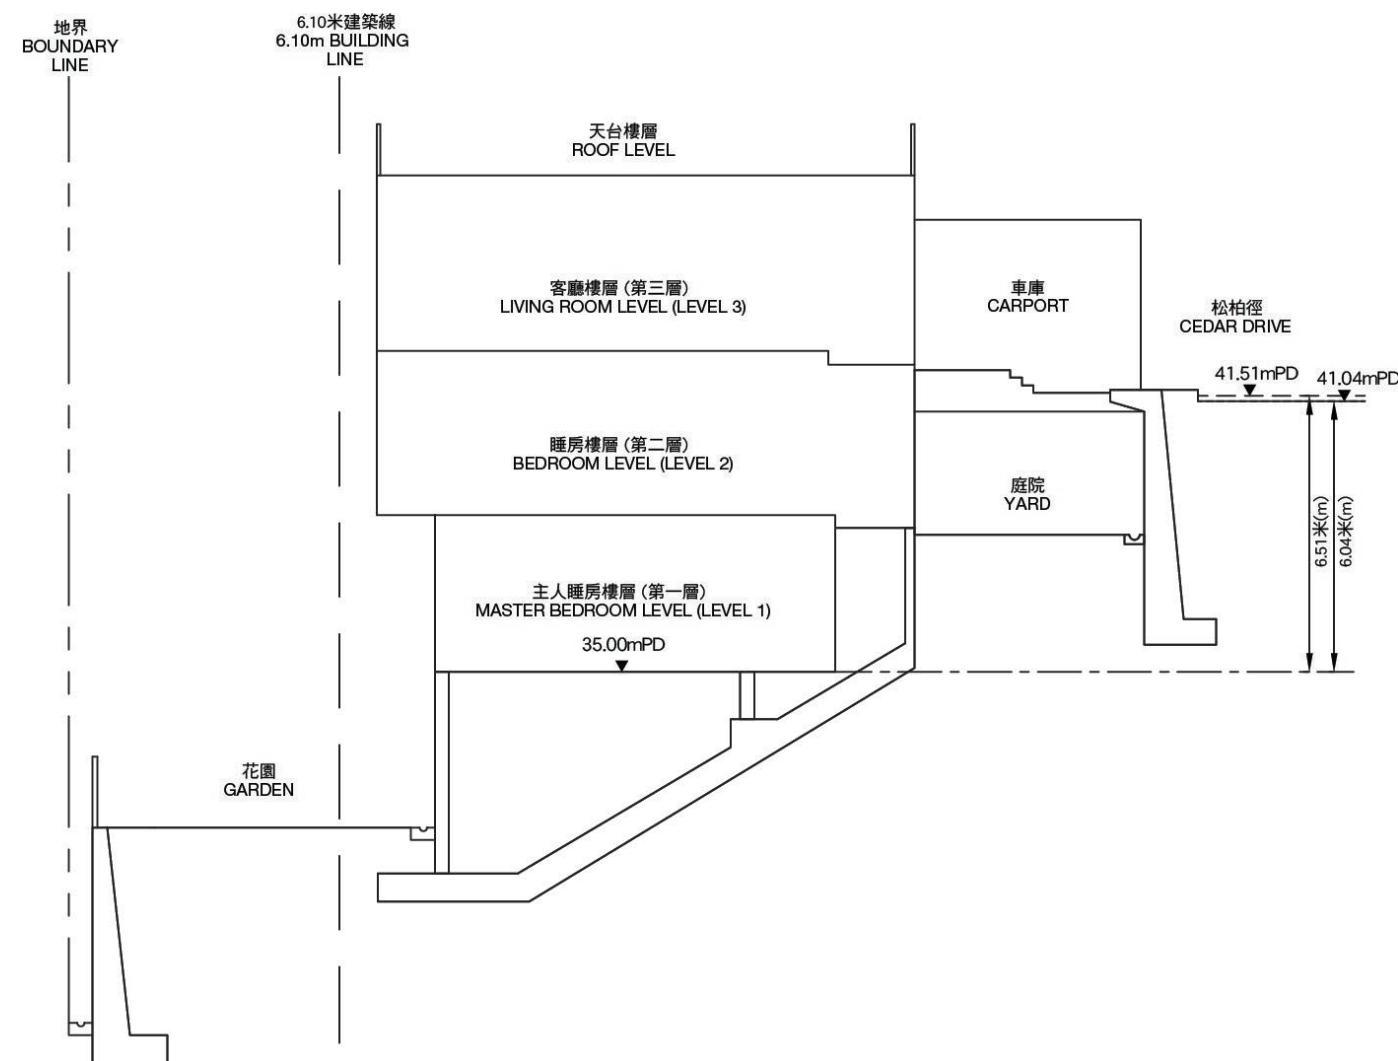 地界
BOUNDARY
LINE
6.10米建築線
6.10m BUILDING
LINE
天台樓層
ROOF LEVEL
客廳樓層 (第三層)
LIVING ROOM LEVEL (LEVEL 3)
車庫
CARPORT
松柏徑
CEDAR DRIVE
41.51mPD
41.04mPD
睡房樓層 (第二層)
BEDROOM LEVEL (LEVEL 2)
庭院
YARD
6.51米(m)
6.04米(m)
主人睡房樓層 (第一層)
MASTER BEDROOM LEVEL (LEVEL 1)
35.00mPD
花園
GARDEN